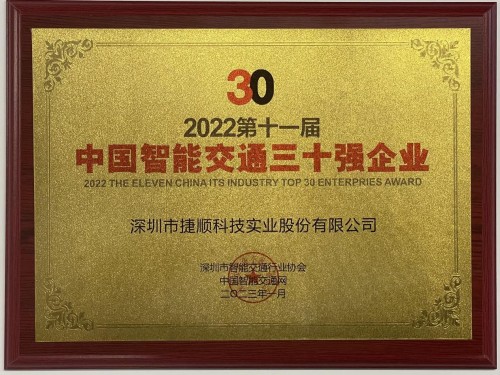 30
2022第十一届
中国智能交通三十强企业
2022 THE ELEVEN CHINA ITS INDUSTRY TOP 30 ENTERPRIES AWARD
深圳市捷顺科技实业股份有限公司
深圳市智能交通行业协会
中国智能交通网
二〇二三年一月